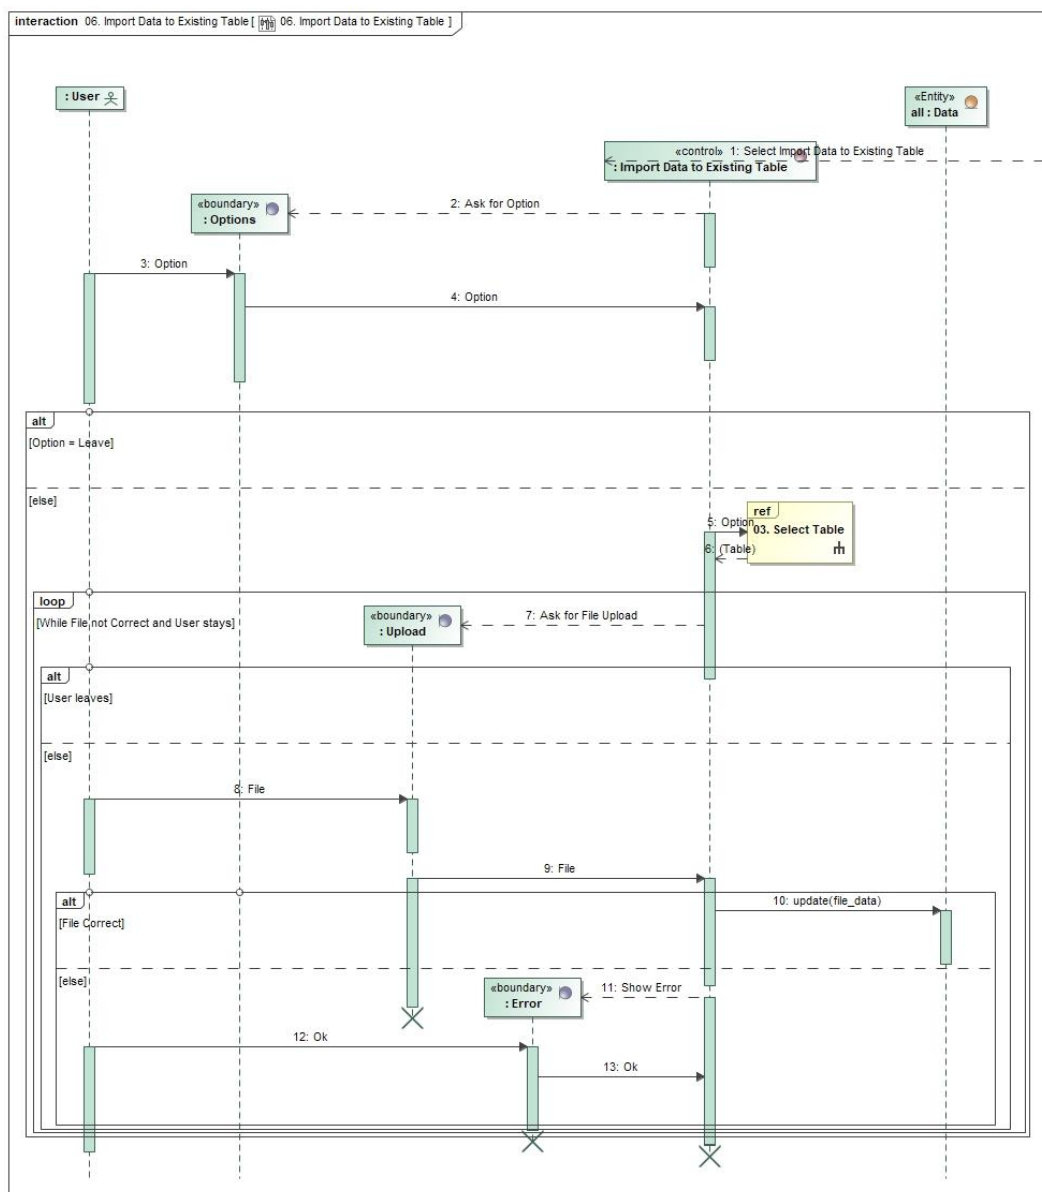 interaction 06. Import Data to Existing Table [ 06. Import Data to Existing Table ]
: User
«Entity»
all : Data
«control» 1: Select Import Data to Existing Table
: Import Data to Existing Table
«boundary»
: Options
2: Ask for Option
3: Option
4: Option
alt
[Option = Leave]
[else]
ref
5: Option
03. Select Table
6: (Table)
loop
[While File not Correct and User stays]
«boundary»
: Upload
7: Ask for File Upload
alt
[User leaves]
[else]
8: File
9: File
alt
[File Correct]
10: update(file_data)
[else]
«boundary»
: Error
11: Show Error
12: Ok
13: Ok